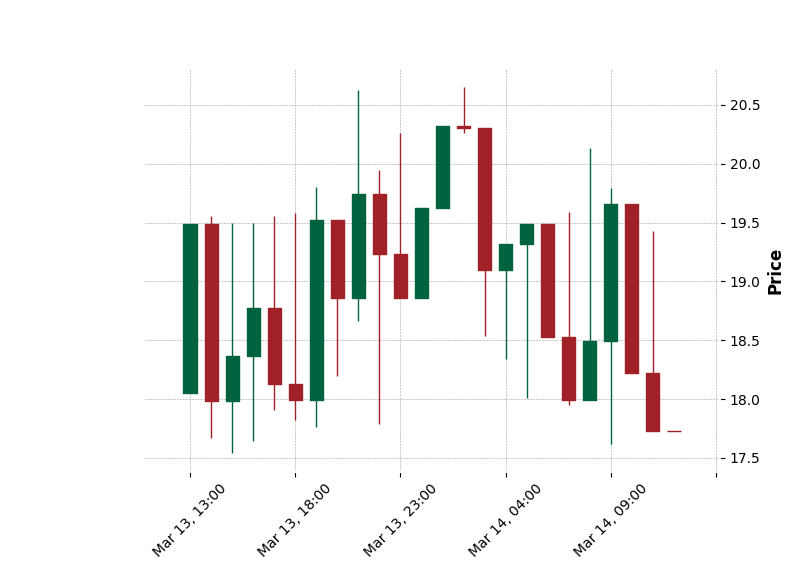 20.5
20.0
19.5
19.0
18.5
18.0
17.5
Price
Mar 13, 13:00
Mar 13, 18:00
Mar 13, 23:00
Mar 14, 04:00
Mar 14, 09:00